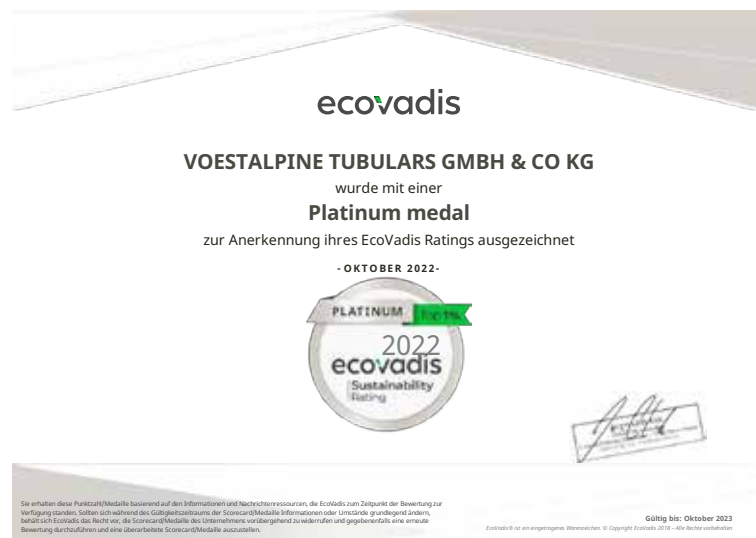 ecovadis
VOESTALPINE TUBULARS GMBH & CO KG
wurde mit einer
Platinum medal
zur Anerkennung ihres EcoVadis Ratings ausgezeichnet
- OKTOBER 2022-
PLATINUM Top 1%
2022
ecovadis
Sustainability
Rating
Sie erhalten diese Punktzahl/Medaille basierend auf den Informationen und Nachrichtenressourcen, die EcoVadis zum Zeitpunkt der Bewertung zur
Verfügung standen. Sollten sich während des Gültigkeitszeitraums der Scorecard/Medaille Informationen oder Umstände grundlegend ändern,
behält sich EcoVadis das Recht vor, die Scorecard/Medaille des Unternehmens vorübergehend zu widerrufen und gegebenenfalls eine erneute
Bewertung durchzuführen und eine überarbeitete Scorecard/Medaille auszustellen.
Gültig bis: Oktober 2023
EcoVadis® ist ein eingetragenes Warenzeichen. © Copyright EcoVadis 2018 – Alle Rechte vorbehalten